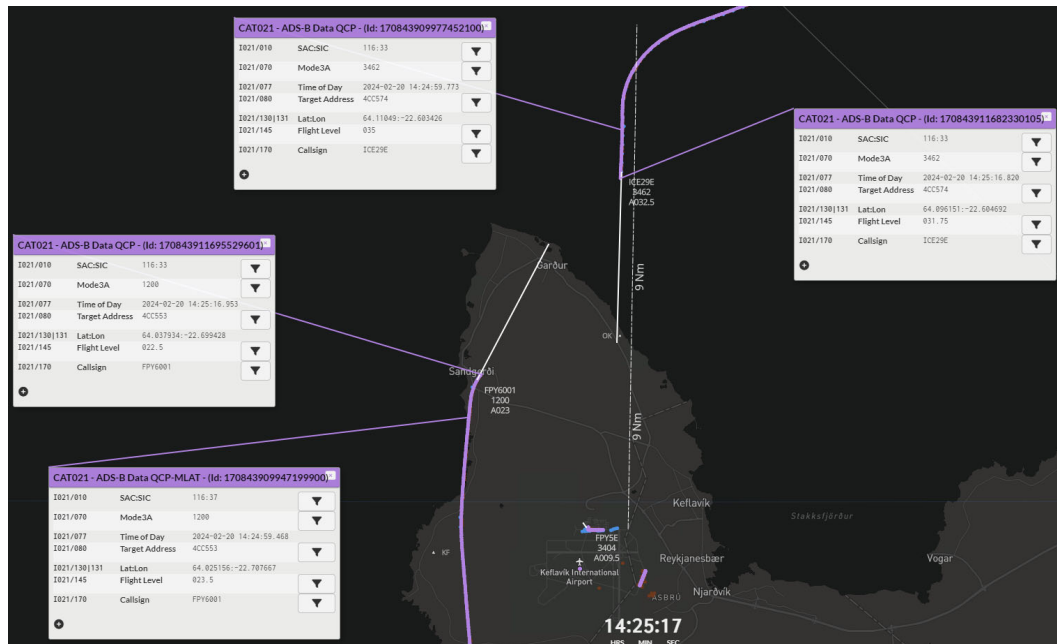 CAT021 - ADS-B Data QCP - (Id: 170843909977452100)
I021/010 SAC:SIC 116:33
I021/070 Mode3A 3462
I021/077 Time of Day 2024-02-20 14:24:59.773
I021/080 Target Address 4CC574
I021/130|131 Lat:Lon 64.11049:-22.603426
I021/145 Flight Level 035
I021/170 Callsign ICE29E
CAT021 - ADS-B Data QCP - (Id: 170843911682330105)
I021/010 SAC:SIC 116:33
I021/070 Mode3A 3462
I021/077 Time of Day 2024-02-20 14:25:16.820
I021/080 Target Address 4CC574
I021/130|131 Lat:Lon 64.096151:-22.604692
I021/145 Flight Level 031.75
I021/170 Callsign ICE29E
ICE29E
3462
A032.5
CAT021 - ADS-B Data QCP - (Id: 170843911695529601)
I021/010 SAC:SIC 116:33
I021/070 Mode3A 1200
I021/077 Time of Day 2024-02-20 14:25:16.953
I021/080 Target Address 4CC553
I021/130|131 Lat:Lon 64.037934:-22.699428
I021/145 Flight Level 022.5
I021/170 Callsign FPY6001
Garður
9 Nm
OK
Sandgerði
FPY6001
1200
A023
9 Nm
CAT021 - ADS-B Data QCP-MLAT - (Id: 170843909947199900)
I021/010 SAC:SIC 116:37
I021/070 Mode3A 1200
I021/077 Time of Day 2024-02-20 14:24:59.468
I021/080 Target Address 4CC553
I021/130|131 Lat:Lon 64.025156:-22.707667
I021/145 Flight Level 023.5
I021/170 Callsign FPY6001
Keflavík
Stakksfjörður
FPY5E
3404
A009.5
KF
Reykjanesbær
Vogar
Keflavík International
Airport
Njarðvík
ÁSBRÚ
14:25:17
HRS MIN SEC